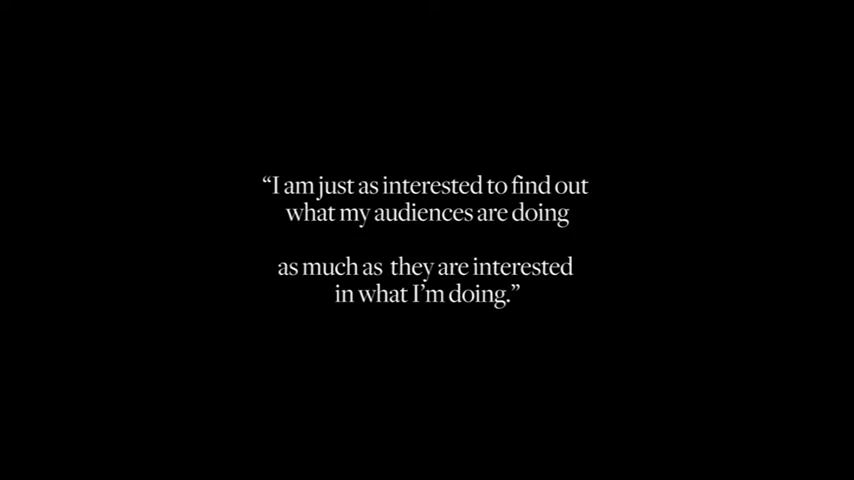 “I am just as interested to find out
what my audiences are doing
as much as  they are interested
in what I’m doing.”